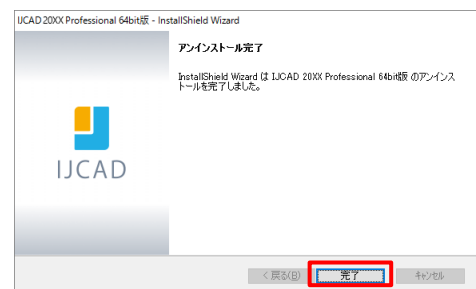 IJCAD 20XX Professional 64bit版 - InstallShield Wizard
アンインストール完了
InstallShield Wizard は IJCAD 20XX Professional 64bit版 のアンインス
トールを完了しました。
IJCAD
< 戻る(B)
完了
キャンセル